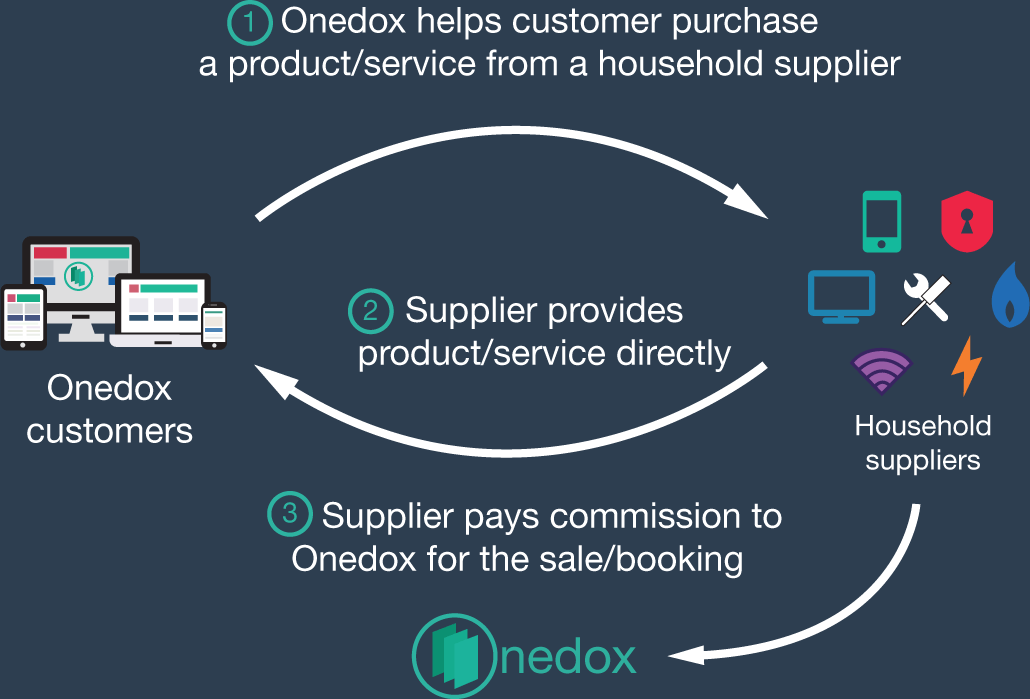 1 Onedox helps customer purchase
a product/service from a household supplier
2 Supplier provides
product/service directly
Onedox
customers
Household
suppliers
3 Supplier pays commission to
Onedox for the sale/booking
Onedox